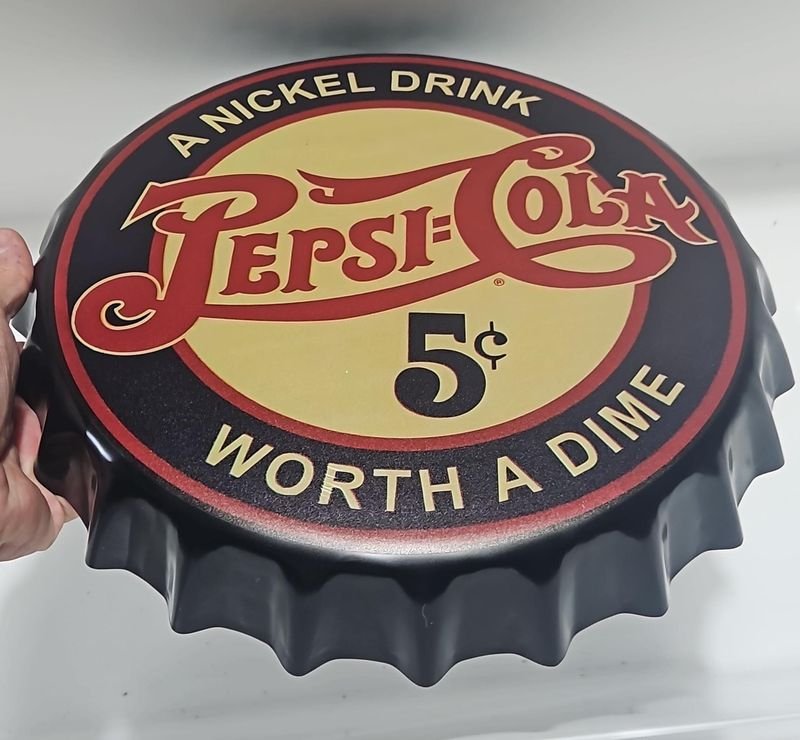 A NICKEL DRINK
PEPSI=COLA
®
5¢
WORTH A DIME